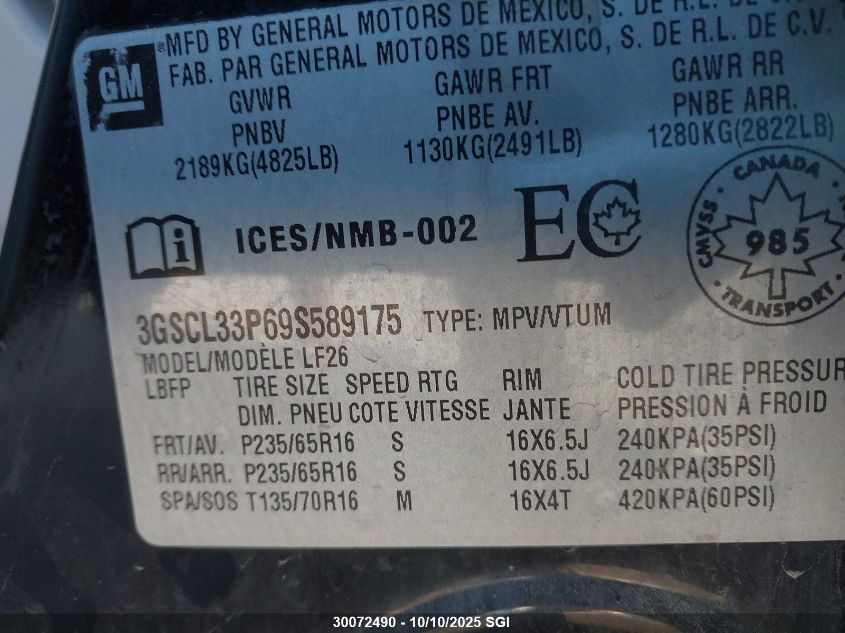 GM
®MFD BY GENERAL MOTORS DE MEXICO, S. DE R.L. DE C.V.
FAB. PAR GENERAL MOTORS DE MEXICO, S. DE R.L. DE C.V.
GVWR GAWR FRT GAWR RR
PNBV PNBE AV. PNBE ARR.
2189KG(4825LB) 1130KG(2491LB) 1280KG(2822LB)
i ICES/NMB-002 EC
CANADA
CMVSS 985
TRANSPORT
3GSCL33P69S589175 TYPE: MPV/VTUM
MODEL/MODÈLE LF26
LBFP TIRE SIZE SPEED RTG RIM COLD TIRE PRESSUR
DIM. PNEU COTE VITESSE JANTE PRESSION À FROID
FRT/AV. P235/65R16 S 16X6.5J 240KPA(35PSI)
RR/ARR. P235/65R16 S 16X6.5J 240KPA(35PSI)
SPA/SOS T135/70R16 M 16X4T 420KPA(60PSI)
30072490 - 10/10/2025 SGI